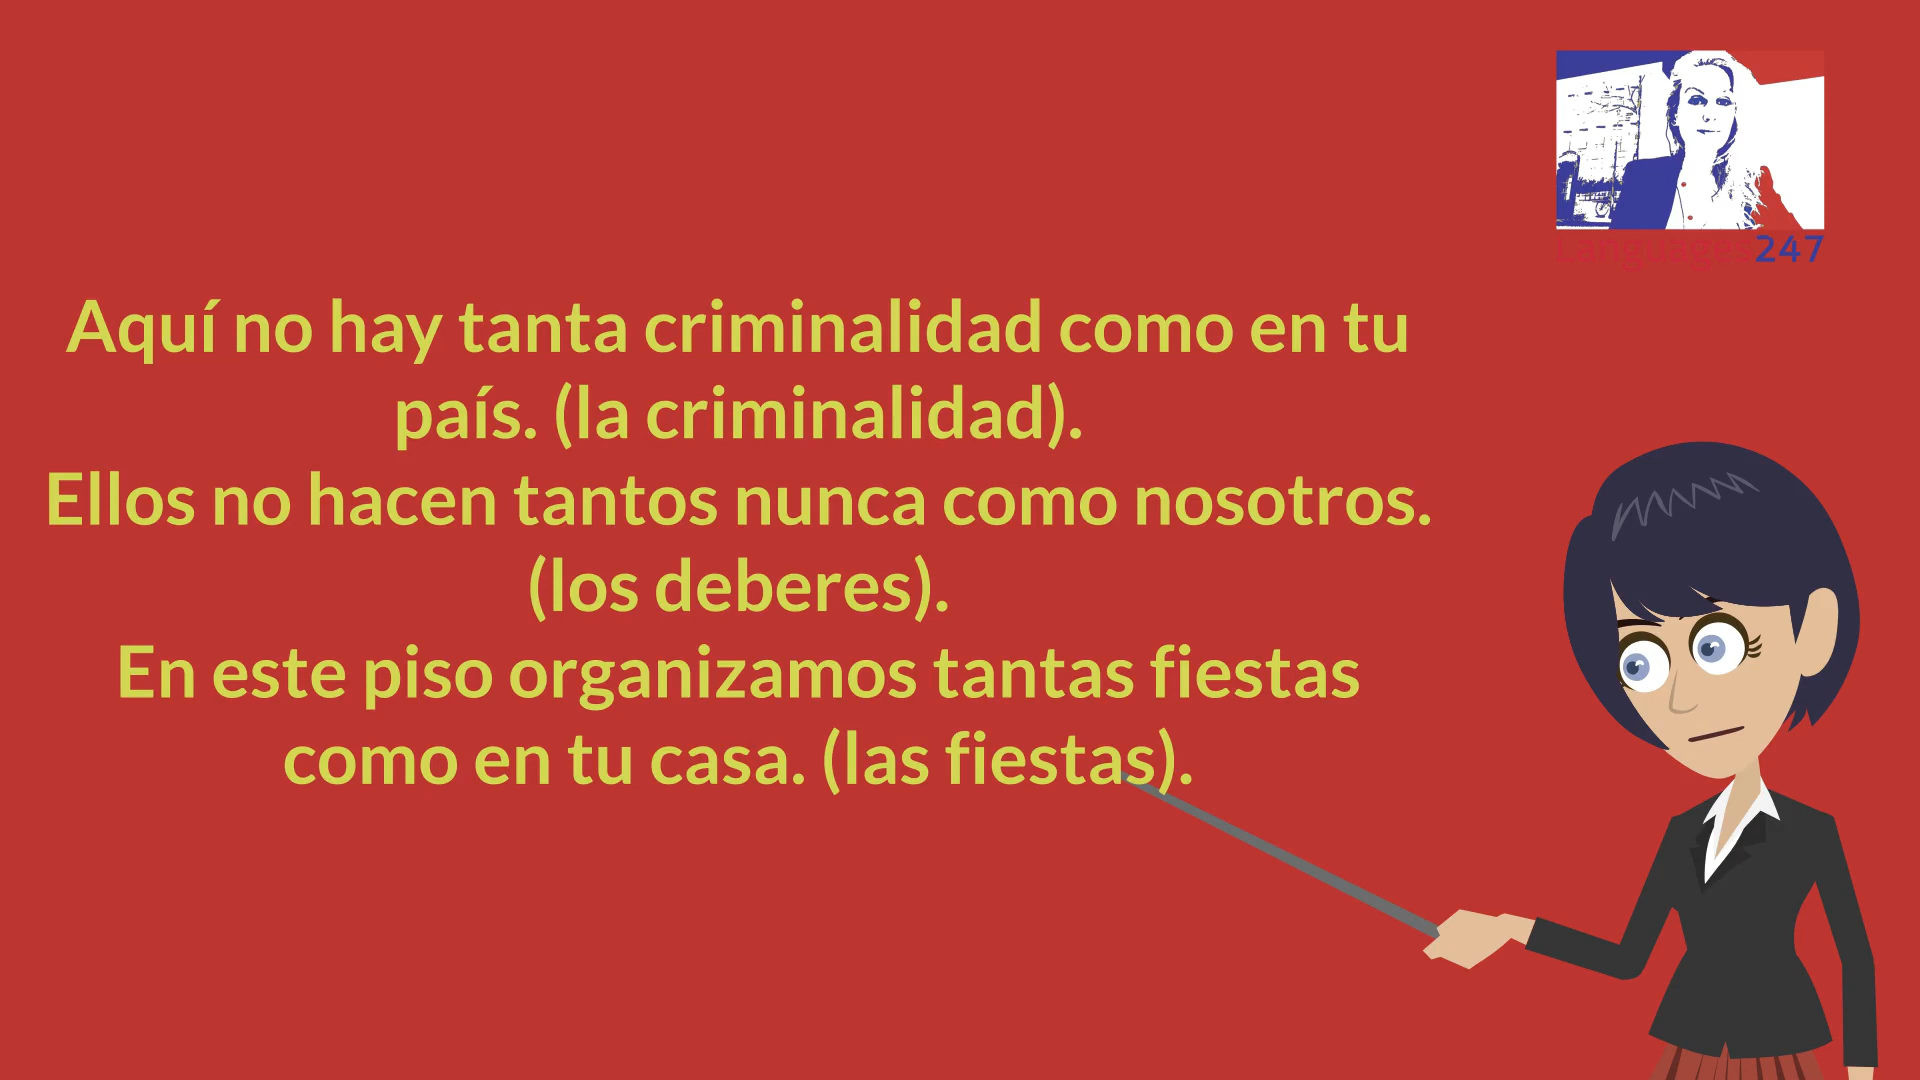 Languages247
Aquí no hay tanta criminalidad como en tu
país. (la criminalidad).
Ellos no hacen tantos nunca como nosotros.
(los deberes).
En este piso organizamos tantas fiestas
como en tu casa. (las fiestas).